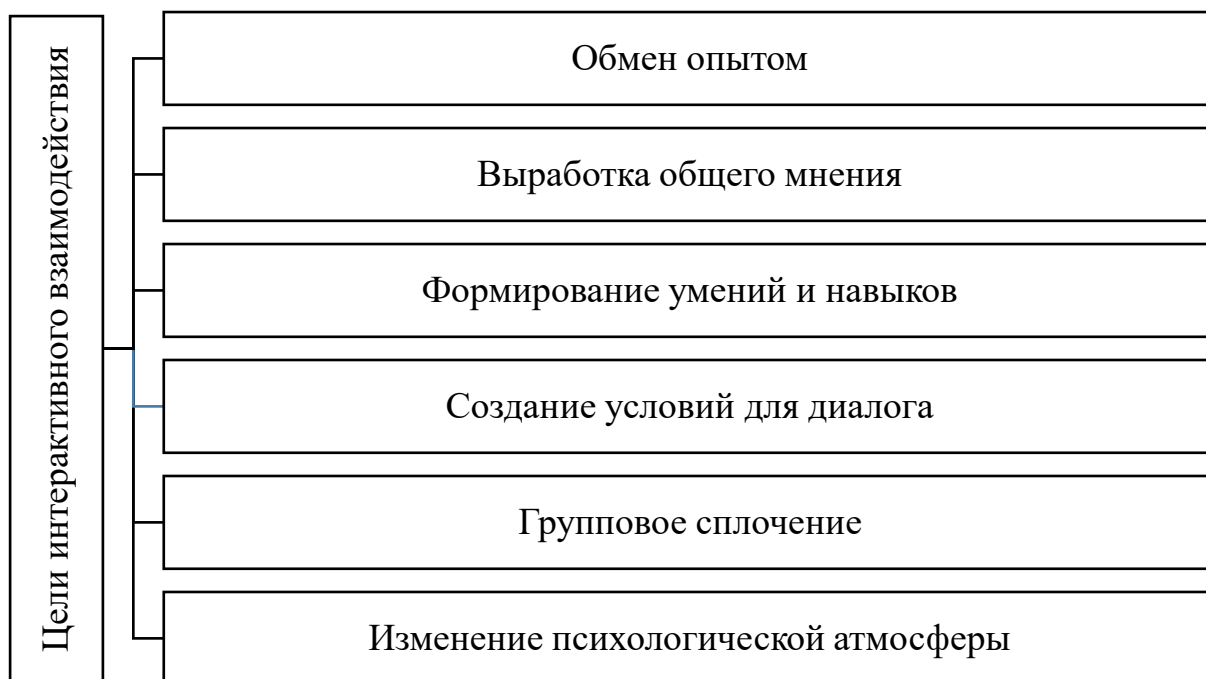 Цели интерактивного взаимодействия
Обмен опытом
Выработка общего мнения
Формирование умений и навыков
Создание условий для диалога
Групповое сплочение
Изменение психологической атмосферы